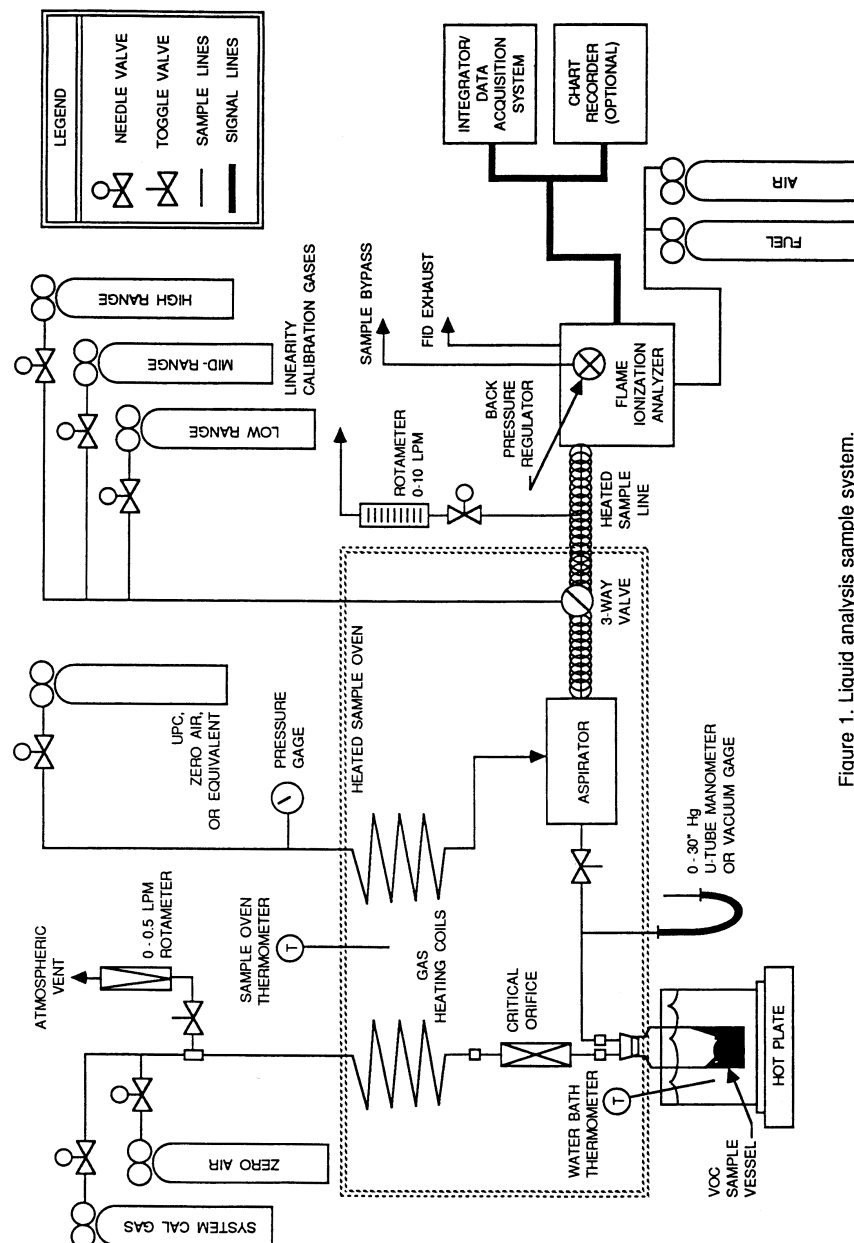 LEGEND
NEEDLE VALVE
TOGGLE VALVE
SAMPLE LINES
SIGNAL LINES
INTEGRATOR/
DATA
ACQUISITION
SYSTEM
CHART
RECORDER
(OPTIONAL)
HIGH RANGE
MID-RANGE
LOW RANGE
LINEARITY
CALIBRATION GASES
SAMPLE BYPASS
FID EXHAUST
AIR
FUEL
FLAME
IONIZATION
ANALYZER
BACK
PRESSURE
REGULATOR
ROTAMETER
0-10 LPM
HEATED
SAMPLE
LINE
3-WAY
VALVE
UPC,
ZERO AIR,
OR EQUIVALENT
PRESSURE
GAGE
HEATED SAMPLE OVEN
ASPIRATOR
0-30" Hg
U-TUBE MANOMETER
OR VACUUM GAGE
ATMOSPHERIC
VENT
0-0.5 LPM
ROTAMETER
SAMPLE OVEN
THERMOMETER
T
GAS
HEATING COILS
CRITICAL
ORIFICE
WATER BATH
THERMOMETER
T
HOT PLATE
VOC
SAMPLE
VESSEL
ZERO AIR
SYSTEM CAL GAS
Figure 1. Liquid analysis sample system.